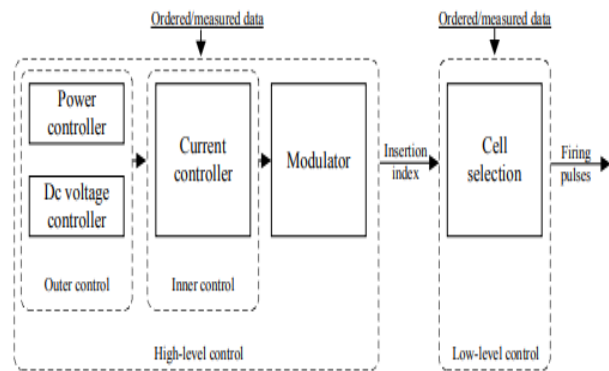 Ordered/measured data
Ordered/measured data
Power
controller
Dc voltage
controller
Outer control
Current
controller
Inner control
Modulator
High-level control
Insertion
index
Cell
selection
Low-level control
Firing
pulses